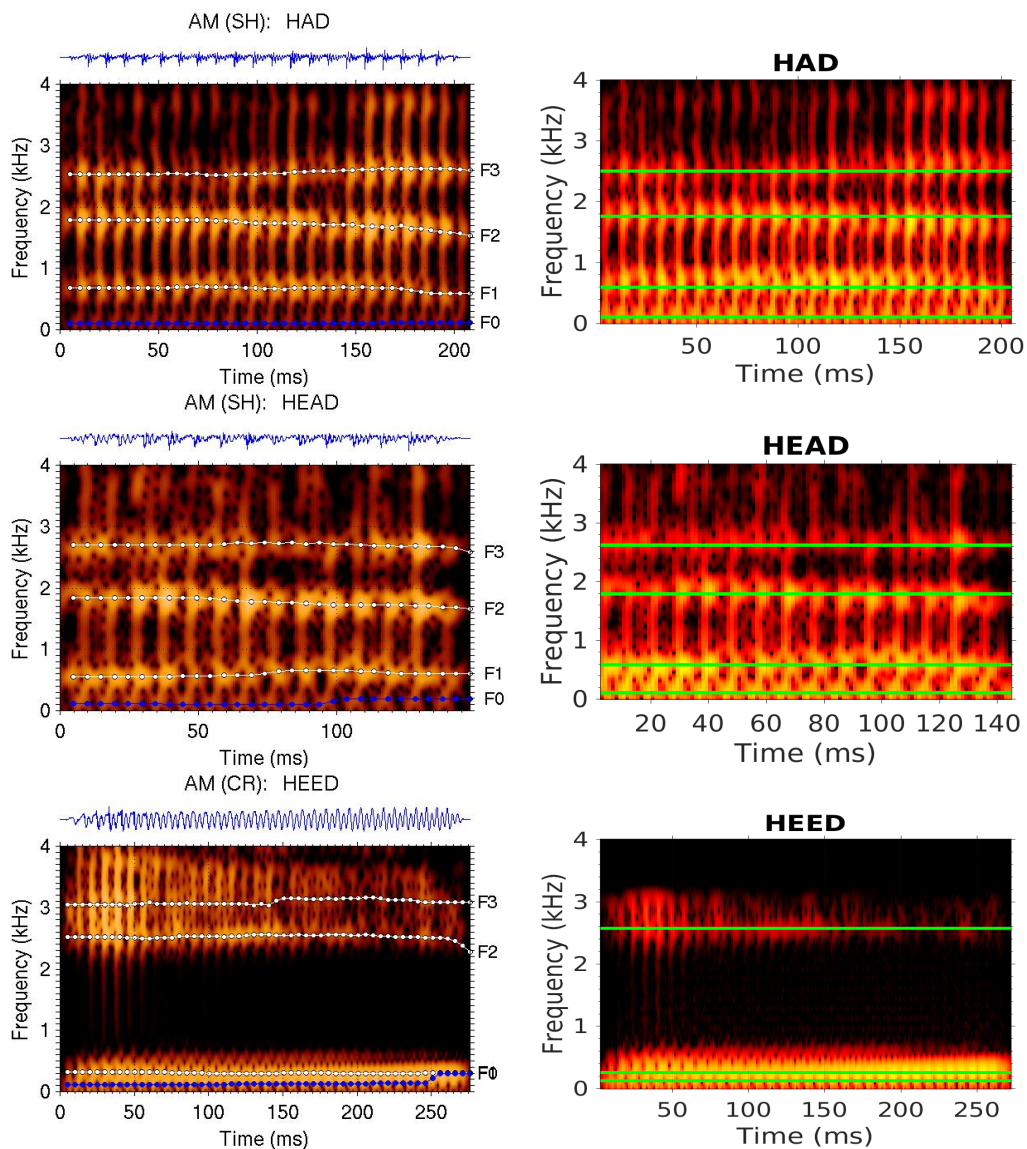 AM (SH): HAD
HAD
Frequency (kHz)
4
3
2
1
0
F3
F2
F1
F0
0 50 100 150 200
Time (ms)
Frequency (kHz)
4
3
2
1
0
50 100 150 200
Time (ms)
AM (SH): HEAD
HEAD
Frequency (kHz)
4
3
2
1
0
F3
F2
F1
F0
0 50 100
Time (ms)
Frequency (kHz)
4
3
2
1
0
20 40 60 80 100 120 140
Time (ms)
AM (CR): HEED
HEED
Frequency (kHz)
4
3
2
1
0
F3
F2
0 50 100 150 200 250
Time (ms)
Frequency (kHz)
4
3
2
1
0
50 100 150 200 250
Time (ms)